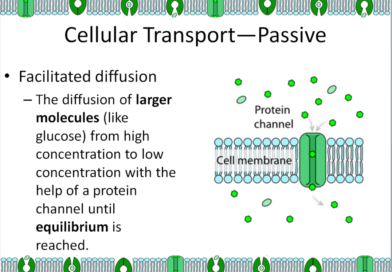 Cellular Transport—Passive
• Facilitated diffusion
– The diffusion of larger
molecules (like
glucose) from high
concentration to low
concentration with the
help of a protein
channel until
equilibrium is
reached.
Protein
channel
Cell membrane